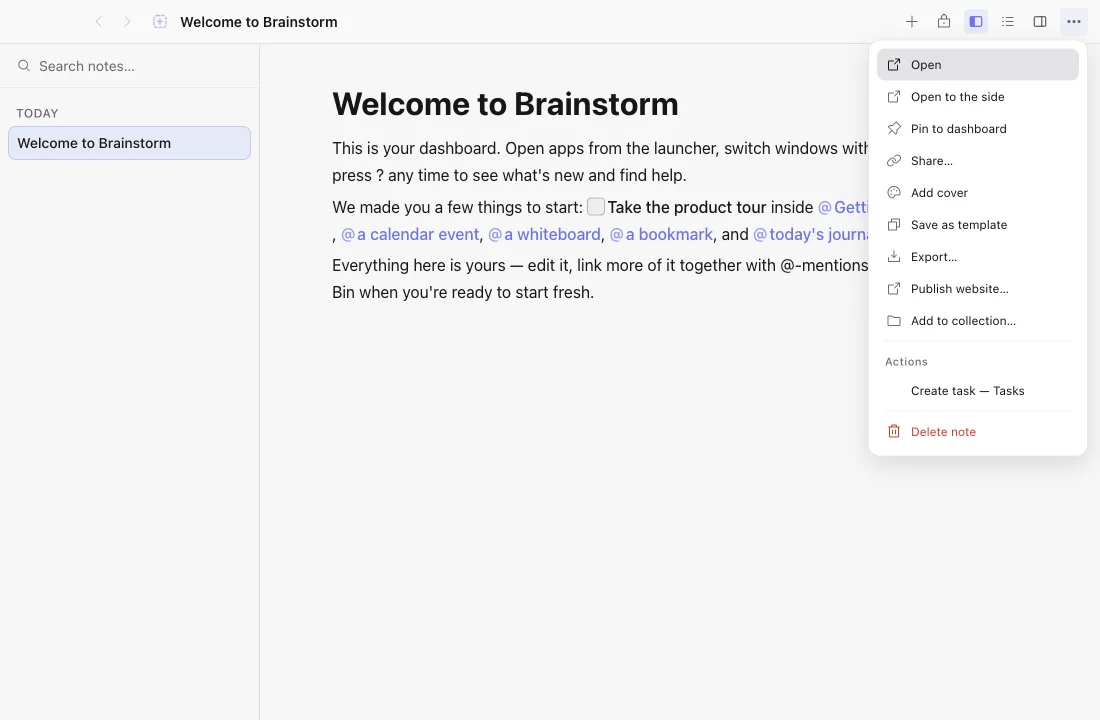 Welcome to Brainstorm
Search notes...
TODAY
Welcome to Brainstorm
Welcome to Brainstorm
This is your dashboard. Open apps from the launcher, switch windows with
press ? any time to see what's new and find help.
We made you a few things to start: Take the product tour inside @
, @a calendar event, @a whiteboard, @a bookmark, and @today's
Everything here is yours — edit it, link more of it together with @-mentions
Bin when you're ready to start fresh.
Open
Open to the side
Pin to dashboard
Share...
Add cover
Save as template
Export...
Publish website...
Add to collection...
Actions
Create task — Tasks
Delete note